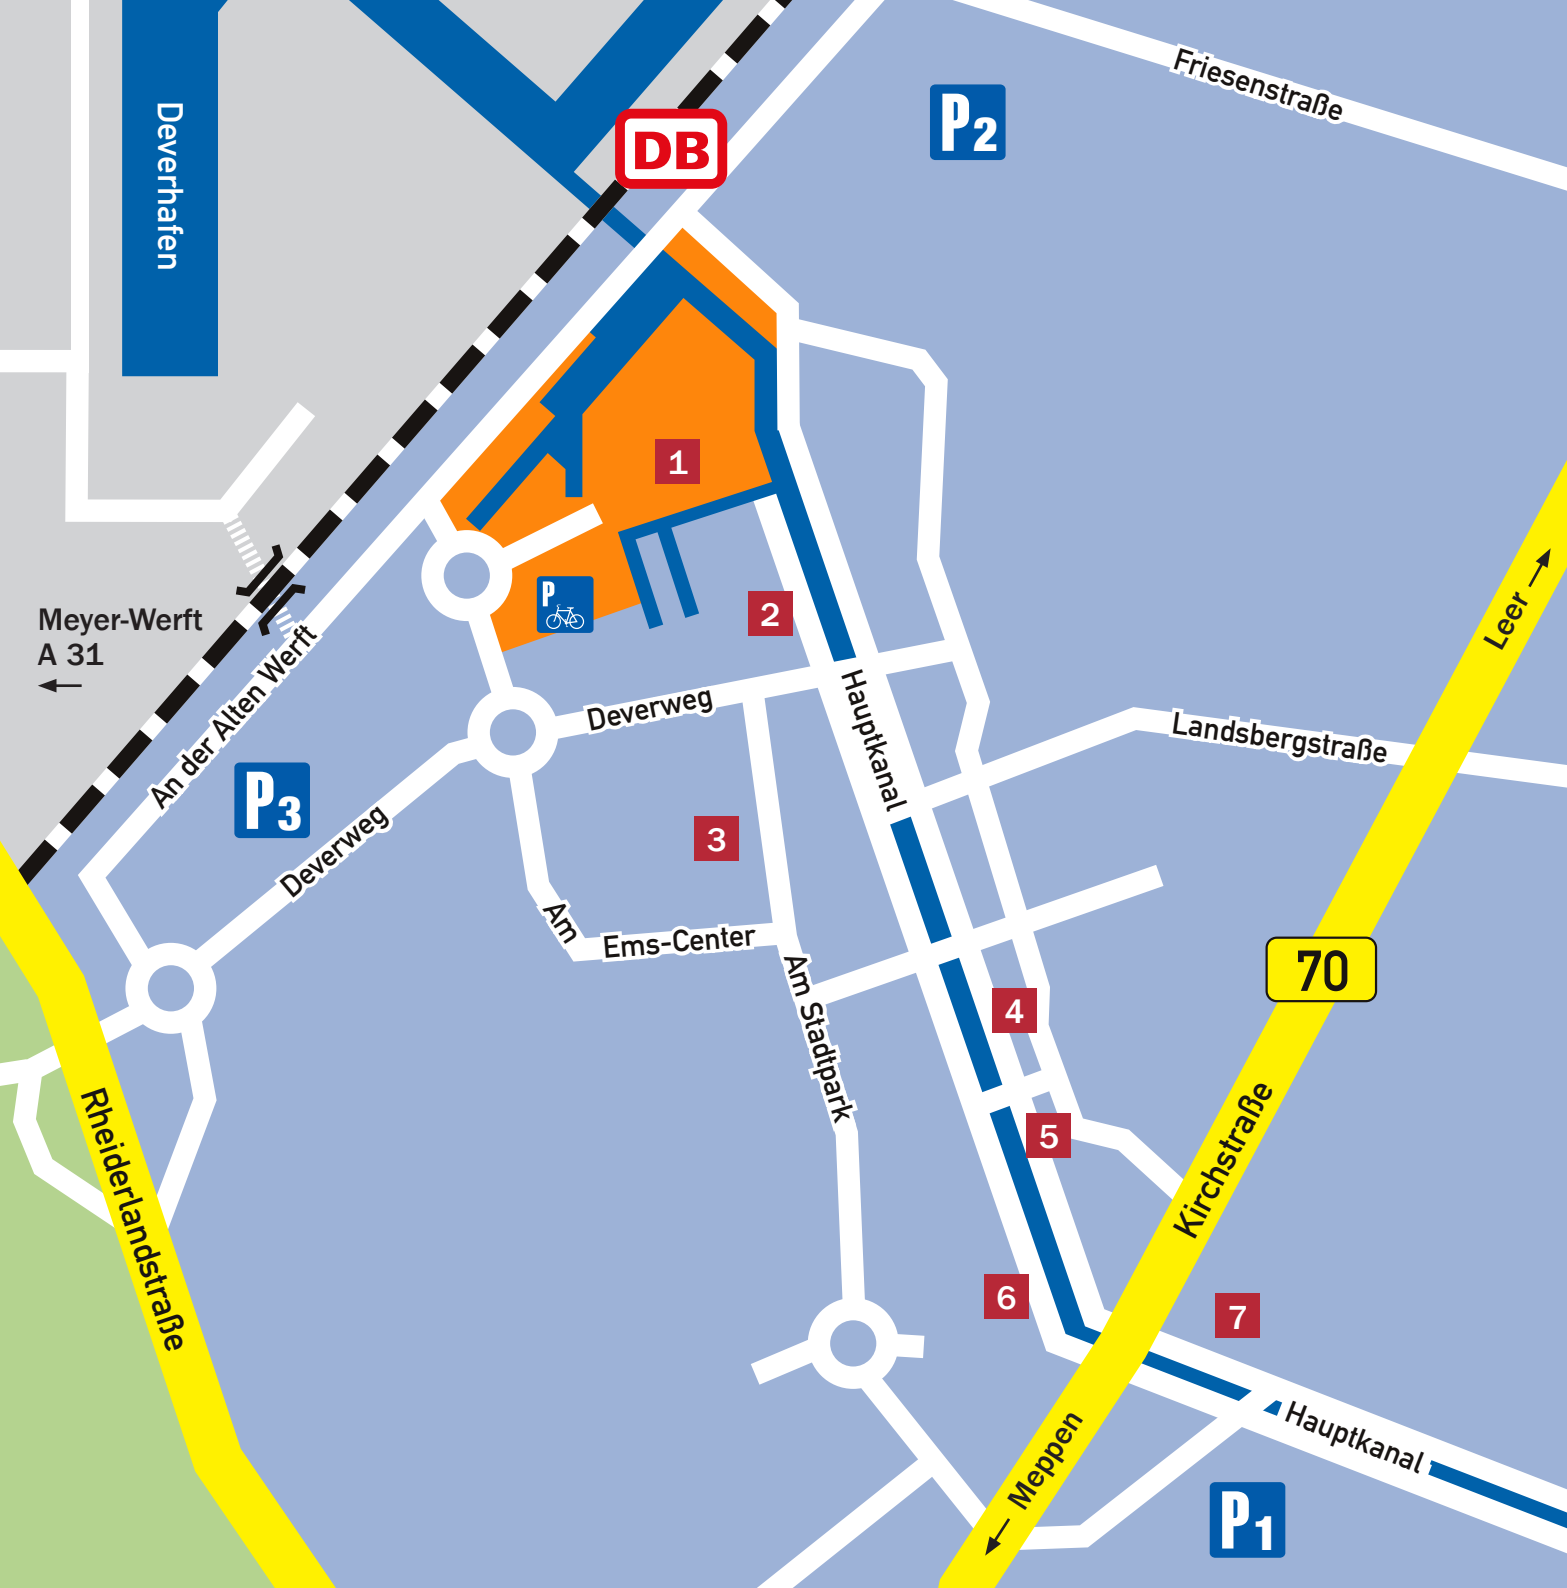 Friesenstraße
Deverhafen
P2
DB
1
P
2
Meyer-Werft
A 31
An der Alten Werft
Leer
Deverweg
Hauptkanal
Landsbergstraße
P3
Deverweg
3
Am
Ems-Center
70
Am Stadtpark
4
5
Kirchstraße
Rheiderlandstraße
6
7
Hauptkanal
Meppen
P1